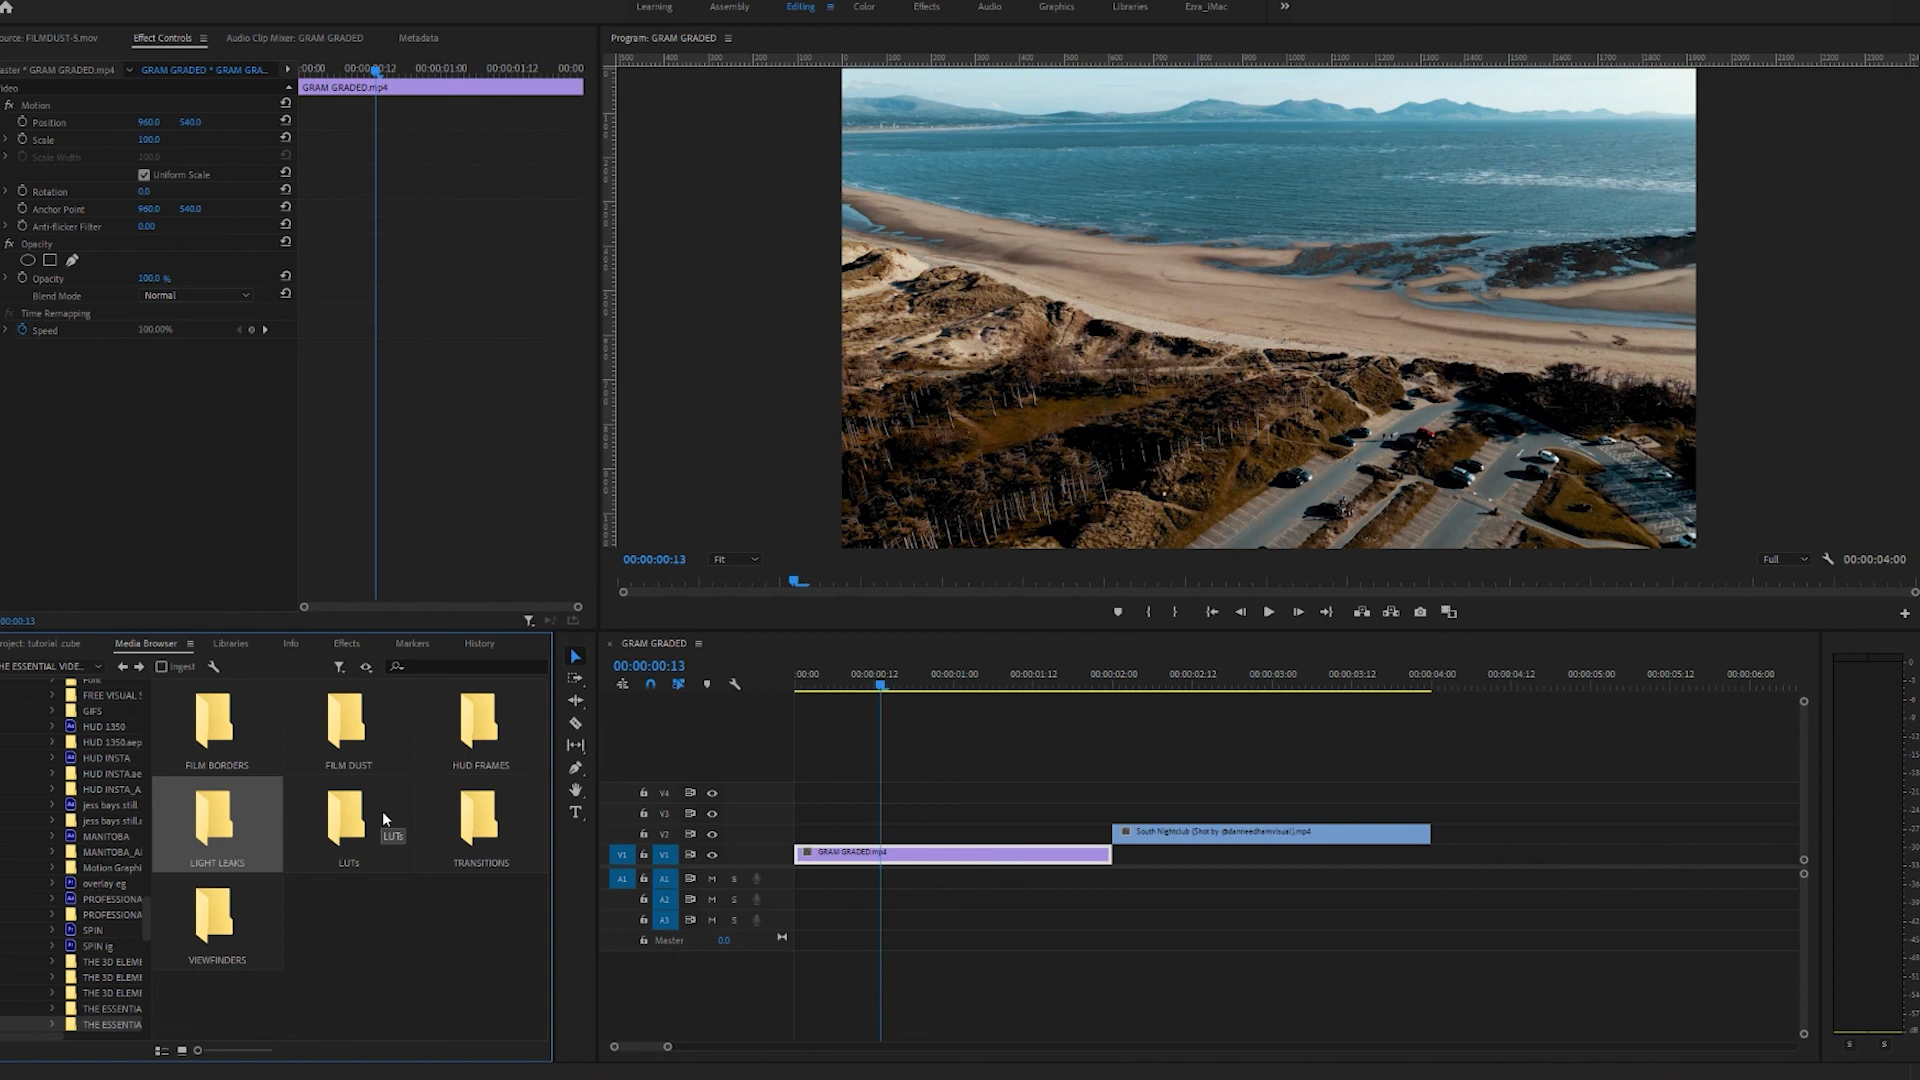 Learning Assembly Editing Color Effects Audio Graphics Libraries Ezra_iMac
ource: FILMDUST-5.mov Effect Controls Audio Clip Mixer: GRAM GRADED Metadata
Program: GRAM GRADED
aster * GRAM GRADED.mp4 GRAM GRADED * GRAM GRA...
:00:00 00:00:00:12 00:00:01:00 00:00:01:12 00:00
ideo
GRAM GRADED.mp4
fx Motion
Position 960.0 540.0
Scale 100.0
Scale Width 100.0
Uniform Scale
Rotation 0.0
Anchor Point 960.0 540.0
Anti-flicker Filter 0.00
fx Opacity
Opacity 100.0 %
Blend Mode Normal
fx Time Remapping
Speed 100.00%
00:00:00:13 Fit Full 00:00:04:00
00:00:13
roject: tutorial .cube Media Browser Libraries Info Effects Markers History
HE ESSENTIAL VIDE... Ingest
Font
FREE VISUAL S
GIFS
HUD 1350
HUD 1350.aep
HUD INSTA
HUD INSTA.ae
HUD INSTA_A
jess bays still
jess bays still.a
MANITOBA
MANITOBA_A
Motion Graphi
overlay eg
PROFESSIONA
PROFESSIONA
SPIN
SPIN ig
THE 3D ELEME
THE 3D ELEME
THE 3D ELEME
THE ESSENTIA
THE ESSENTIA
FILM BORDERS FILM DUST HUD FRAMES
LUTs
LIGHT LEAKS LUTs TRANSITIONS
VIEWFINDERS
GRAM GRADED
00:00:00:13
:00:00 00:00:00:12 00:00:01:00 00:00:01:12 00:00:02:00 00:00:02:12 00:00:03:00 00:00:03:12 00:00:04:00 00:00:04:12 00:00:05:00 00:00:05:12 00:00:06:00
V4
V3
V2 South Nightclub (Shot by @danneedhamvisual).mp4
V1 V1 GRAM GRADED.mp4
A1 A1 M S
A2 M S
A3 M S
Master 0.0
S S